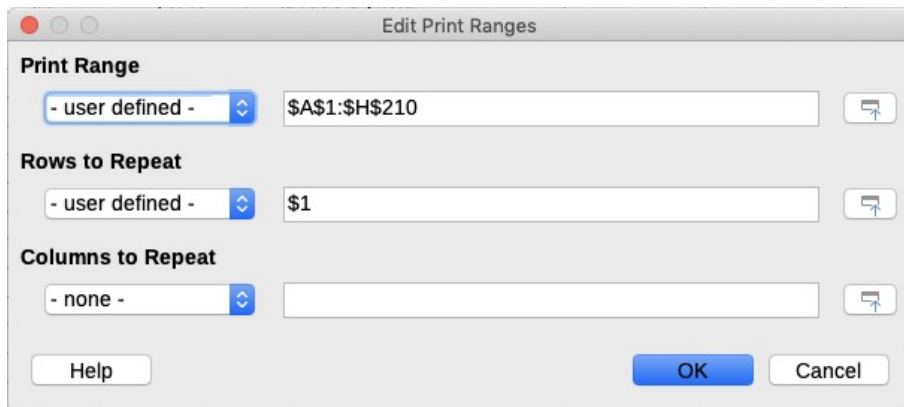 Edit Print Ranges
Print Range
- user defined - $A$1:$H$210
Rows to Repeat
- user defined - $1
Columns to Repeat
- none -
Help OK Cancel